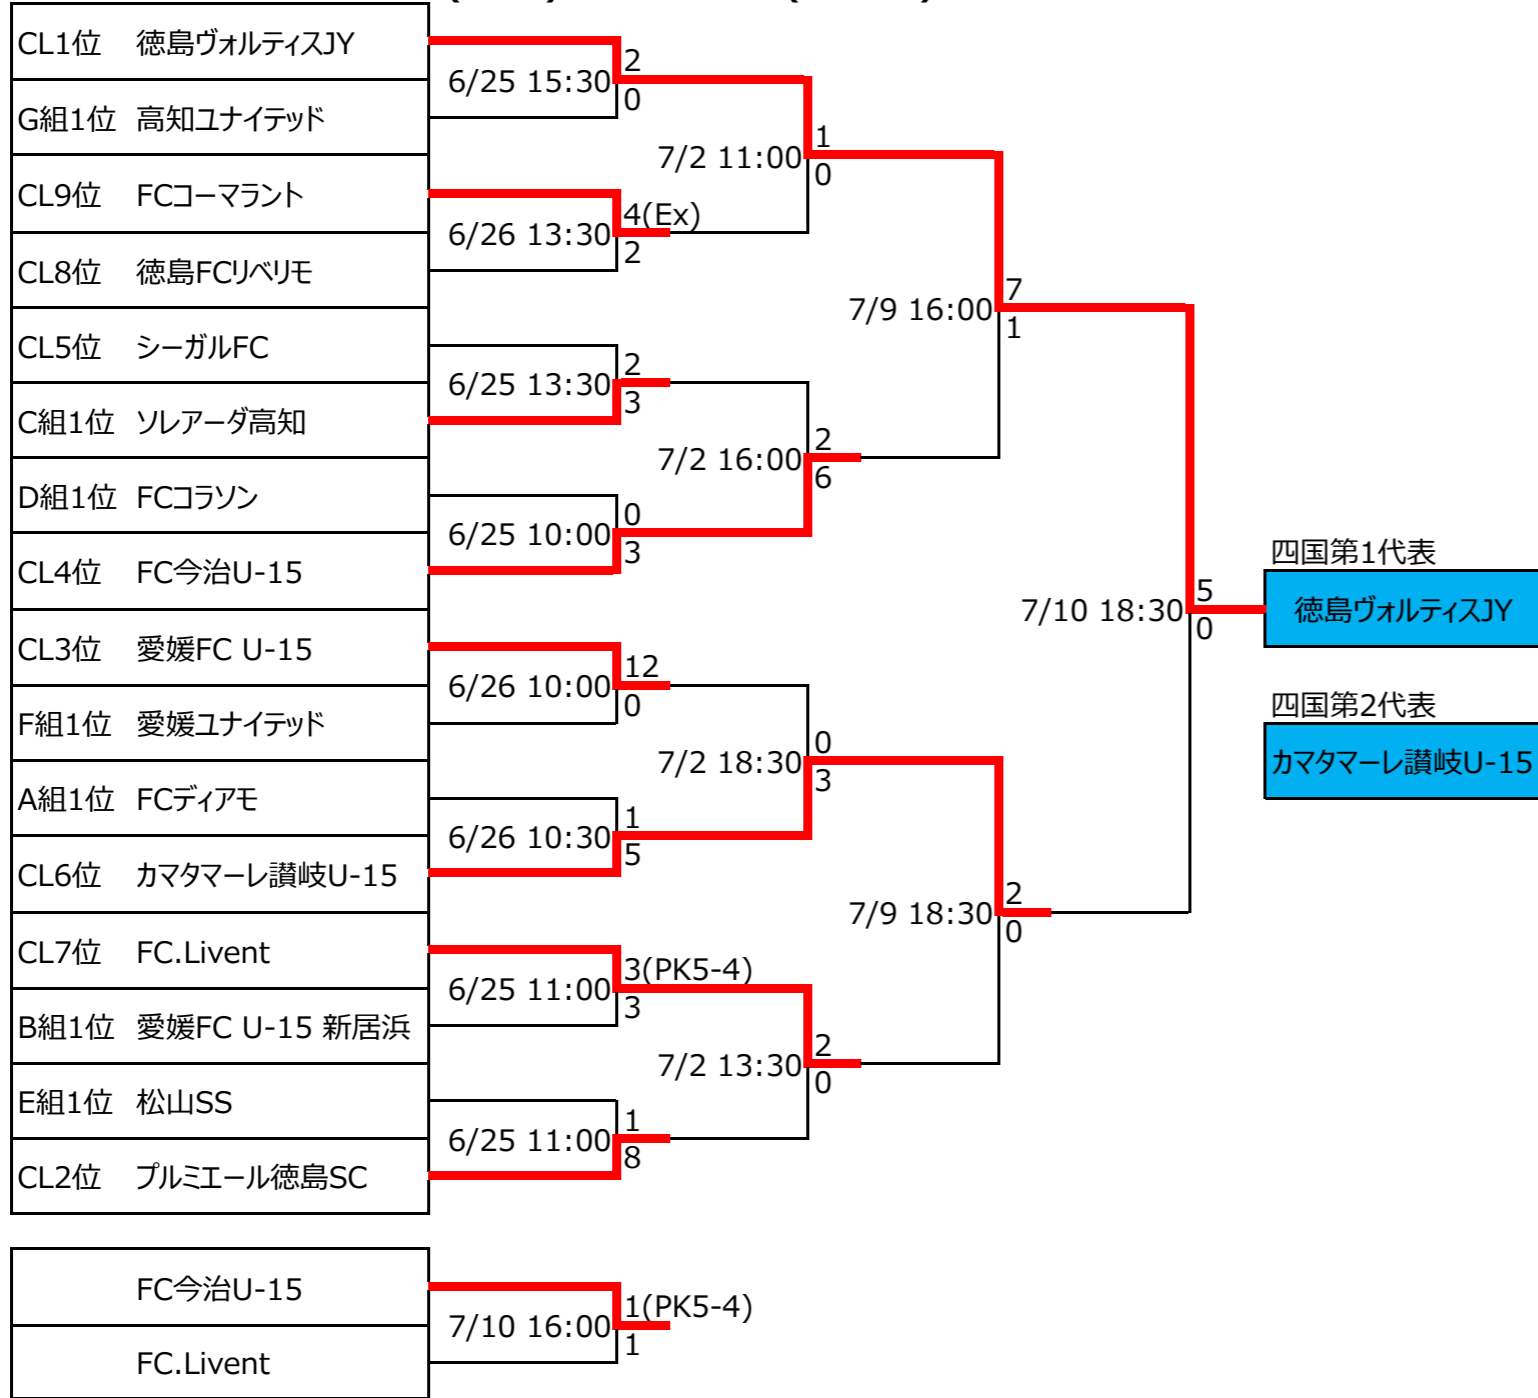 CL1位 徳島ヴォルティスJY
6/25 15:30 2
0
G組1位 高知ユナイテッド
7/2 11:00 1
0
CL9位 FCコーマラント
6/26 13:30 4(Ex)
2
CL8位 徳島FCリベリモ
7/9 16:00 7
1
CL5位 シーガルFC
6/25 13:30 2
3
C組1位 ソレアーダ高知
7/2 16:00 2
6
D組1位 FCコラソン
6/25 10:00 0
3
CL4位 FC今治U-15
四国第1代表
7/10 18:30 5
0
徳島ヴォルティスJY
CL3位 愛媛FC U-15
6/26 10:00 12
0
F組1位 愛媛ユナイテッド
四国第2代表
カマタマーレ讃岐U-15
7/2 18:30 0
3
A組1位 FCディアモ
6/26 10:30 1
5
CL6位 カマタマーレ讃岐U-15
7/9 18:30 2
0
CL7位 FC.Livent
6/25 11:00 3(PK5-4)
3
B組1位 愛媛FC U-15 新居浜
7/2 13:30 2
0
E組1位 松山SS
6/25 11:00 1
8
CL2位 プルミエール徳島SC
FC今治U-15
7/10 16:00 1(PK5-4)
1
FC.Livent